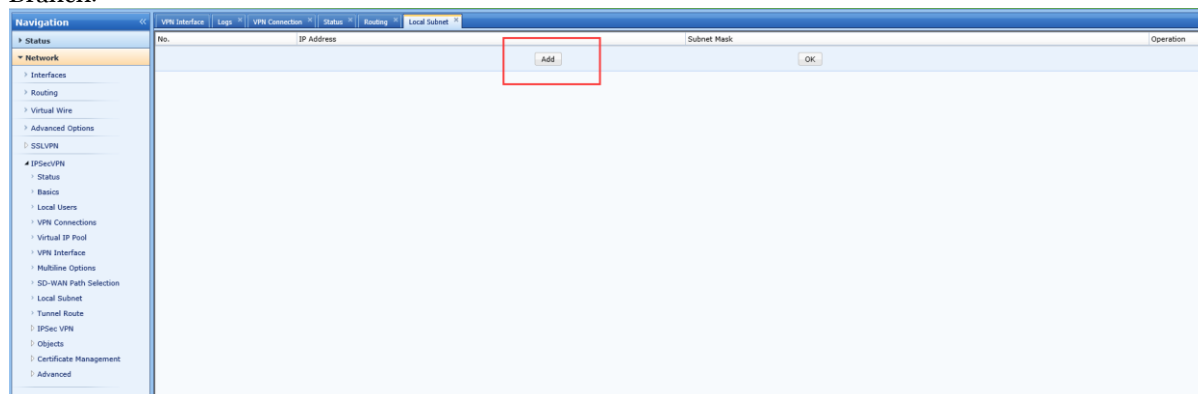 Branch.
Navigation «
VPN Interface Logs × VPN Connection × Status × Routing × Local Subnet ×
Status
No. IP Address Subnet Mask Operation
Network
Add OK
Interfaces
Routing
Virtual Wire
Advanced Options
SSLVPN
IPSecVPN
Status
Basics
Local Users
VPN Connections
Virtual IP Pool
VPN Interface
Multiline Options
SD-WAN Path Selection
Local Subnet
Tunnel Route
IPSec VPN
Objects
Certificate Management
Advanced